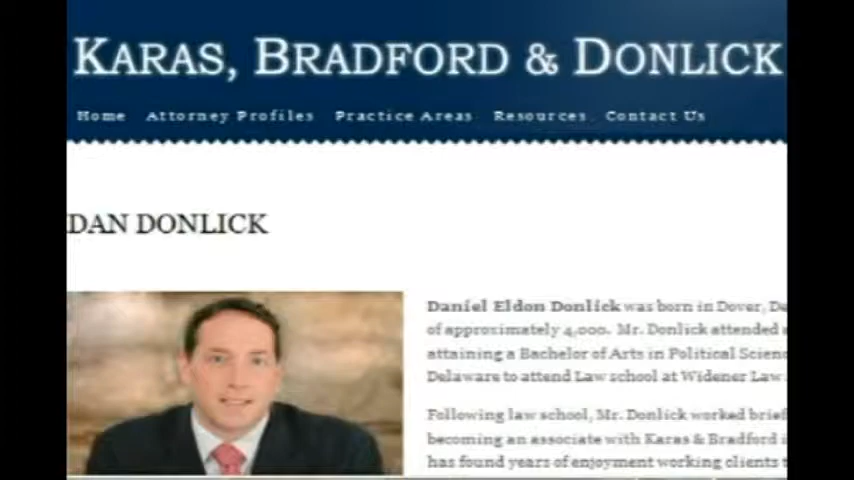 KARAS, BRADFORD & DONLICK
Home Attorney Profiles Practice Areas Resources Contact Us
DAN DONLICK
Daniel Eldon Donlick was born in Dover,
of approximately 4,000. Mr. Donlick attended
attaining a Bachelor of Arts in Political
Delaware to attend Law school at Widener Law
Following law school, Mr. Donlick worked
becoming an associate with Karas & Bradford
has found years of enjoyment working clients